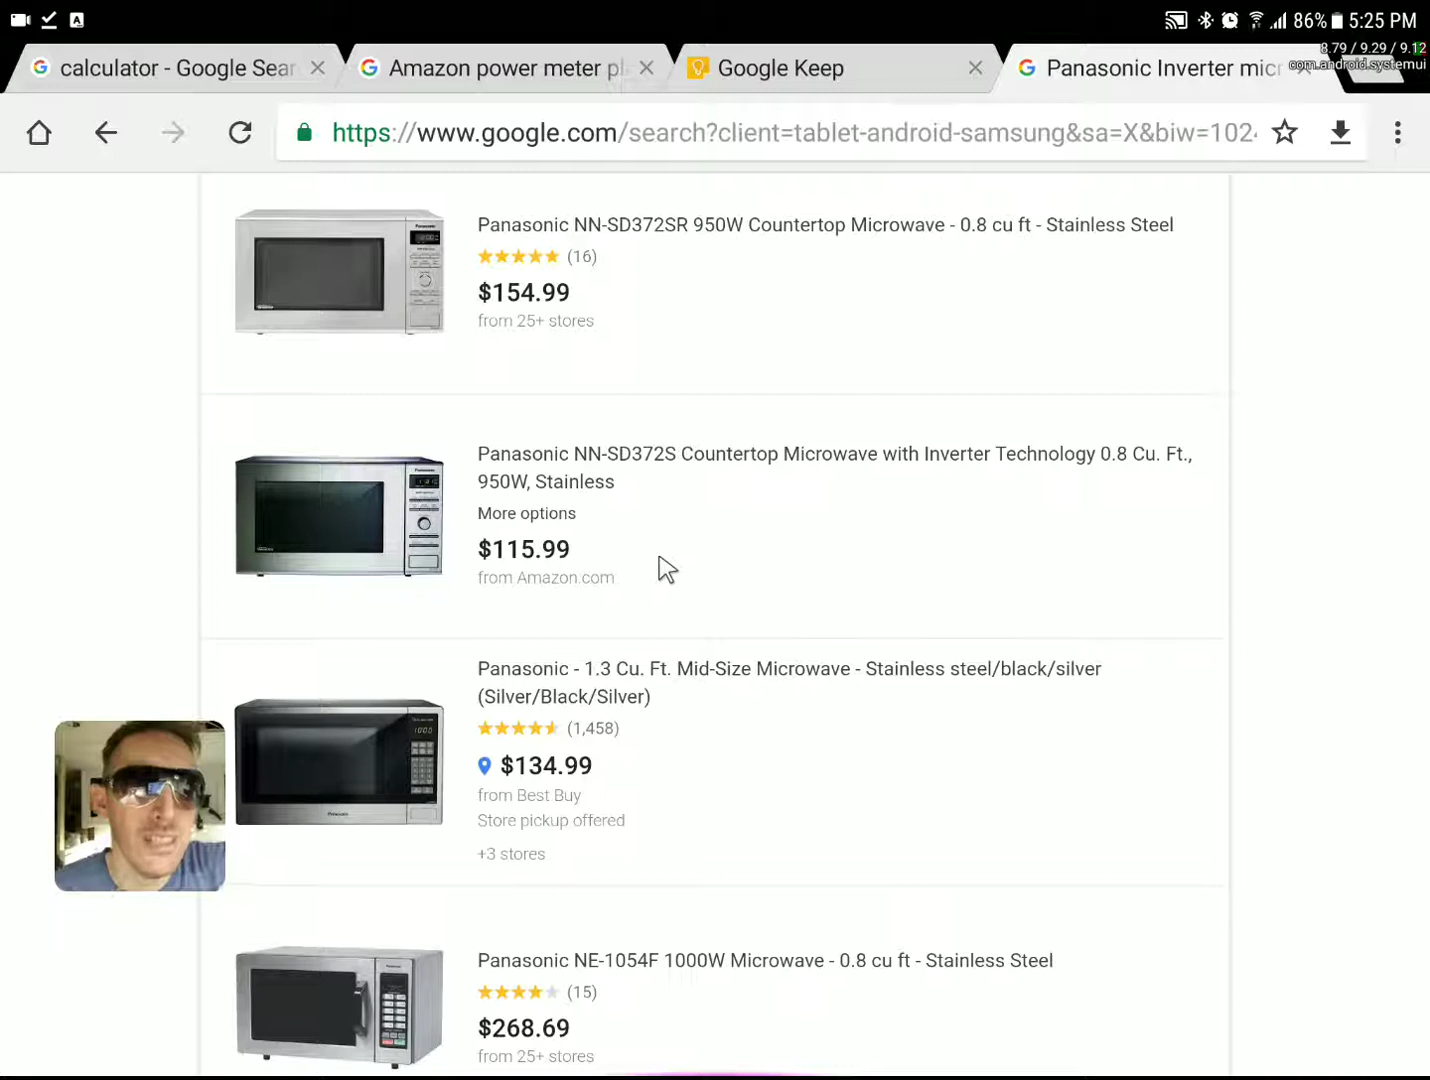 86% 5:25 PM
8.79 / 9.29 / 9.12
com.android.systemui
calculator - Google Sear
Amazon power meter pl
Google Keep
Panasonic Inverter micr
https://www.google.com/search?client=tablet-android-samsung&sa=X&biw=1024
Panasonic NN-SD372SR 950W Countertop Microwave - 0.8 cu ft - Stainless Steel
(16)
$154.99
from 25+ stores
Panasonic NN-SD372S Countertop Microwave with Inverter Technology 0.8 Cu. Ft.,
950W, Stainless
More options
$115.99
from Amazon.com
Panasonic - 1.3 Cu. Ft. Mid-Size Microwave - Stainless steel/black/silver
(Silver/Black/Silver)
(1,458)
$134.99
from Best Buy
Store pickup offered
+3 stores
Panasonic NE-1054F 1000W Microwave - 0.8 cu ft - Stainless Steel
(15)
$268.69
from 25+ stores